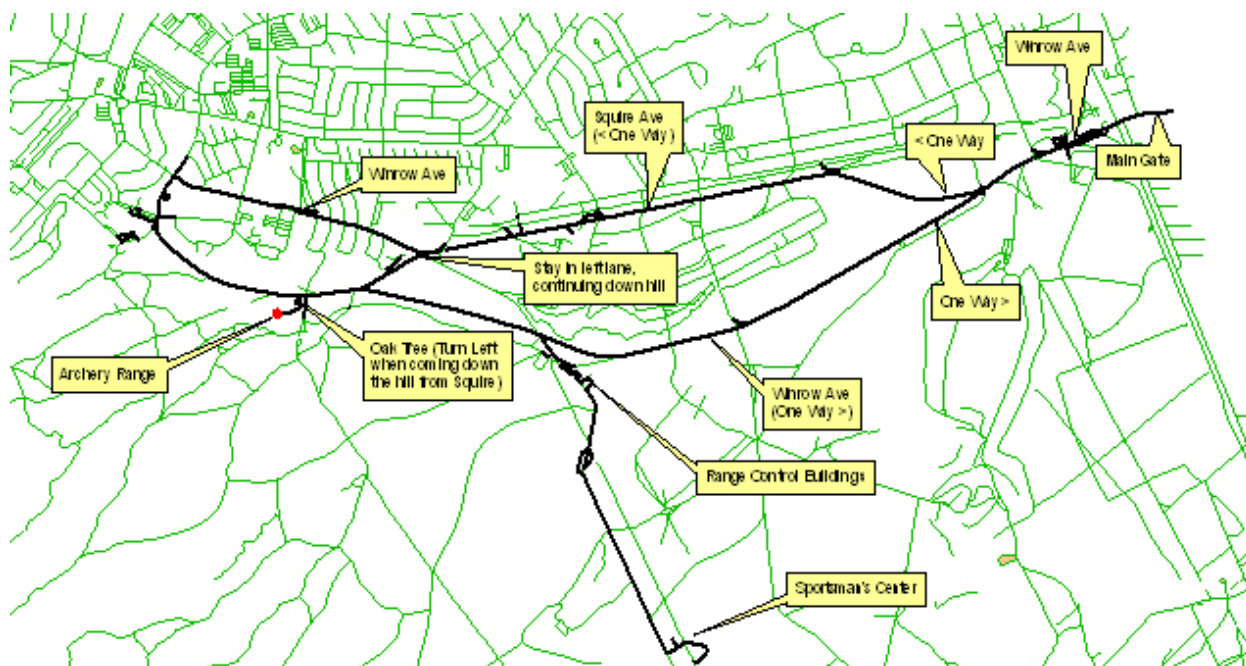 Winrow Ave
Squire Ave
(< One Way)
< One Way
Main Gate
Winrow Ave
Stay in left lane,
continuing down hill
One Way >
Oak Tree (Turn Left
when coming down
the hill from Squire)
Archery Range
Winrow Ave
(One Way >)
Range Control Buildings
Sportsman's Center